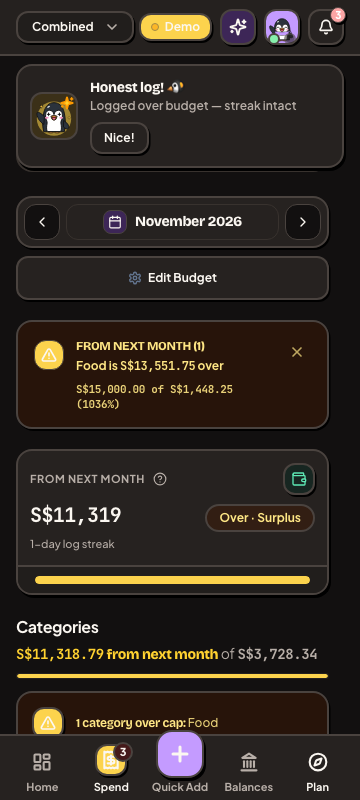 Combined
Demo
3
Honest log! 🐧
Logged over budget — streak intact
Nice!
November 2026
Edit Budget
FROM NEXT MONTH (1)
Food is S$13,551.75 over
S$15,000.00 of S$1,448.25
(1036%)
FROM NEXT MONTH
S$11,319
Over · Surplus
1-day log streak
Categories
S$11,318.79 from next month of S$3,728.34
1 category over cap: Food
3
Home
Spend
Quick Add
Balances
Plan